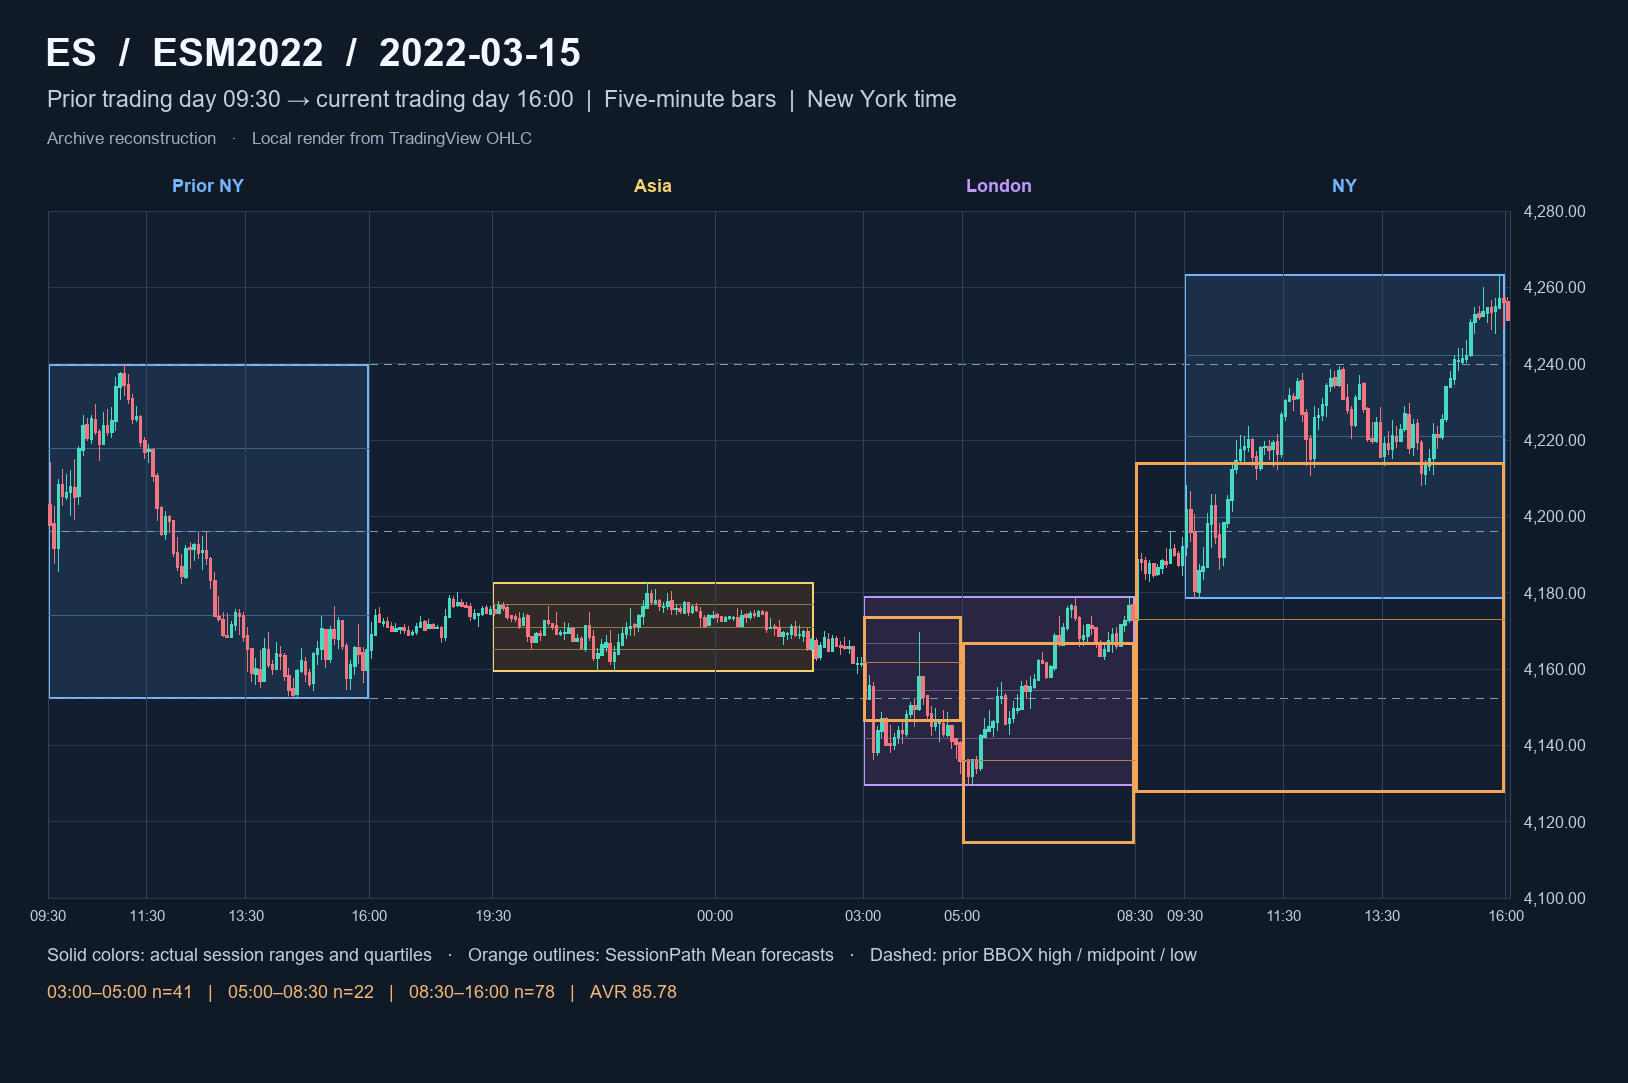 ES / ESM2022 / 2022-03-15
Prior trading day 09:30 → current trading day 16:00 | Five-minute bars | New York time
Archive reconstruction · Local render from TradingView OHLC
Prior NY
Asia
London
NY
4,280.00
4,260.00
4,240.00
4,220.00
4,200.00
4,180.00
4,160.00
4,140.00
4,120.00
4,100.00
09:30 11:30 13:30 16:00 19:30 00:00 03:00 05:00 08:30 09:30 11:30 13:30 16:00
Solid colors: actual session ranges and quartiles · Orange outlines: SessionPath Mean forecasts · Dashed: prior BBOX high / midpoint / low
03:00–05:00 n=41 | 05:00–08:30 n=22 | 08:30–16:00 n=78 | AVR 85.78